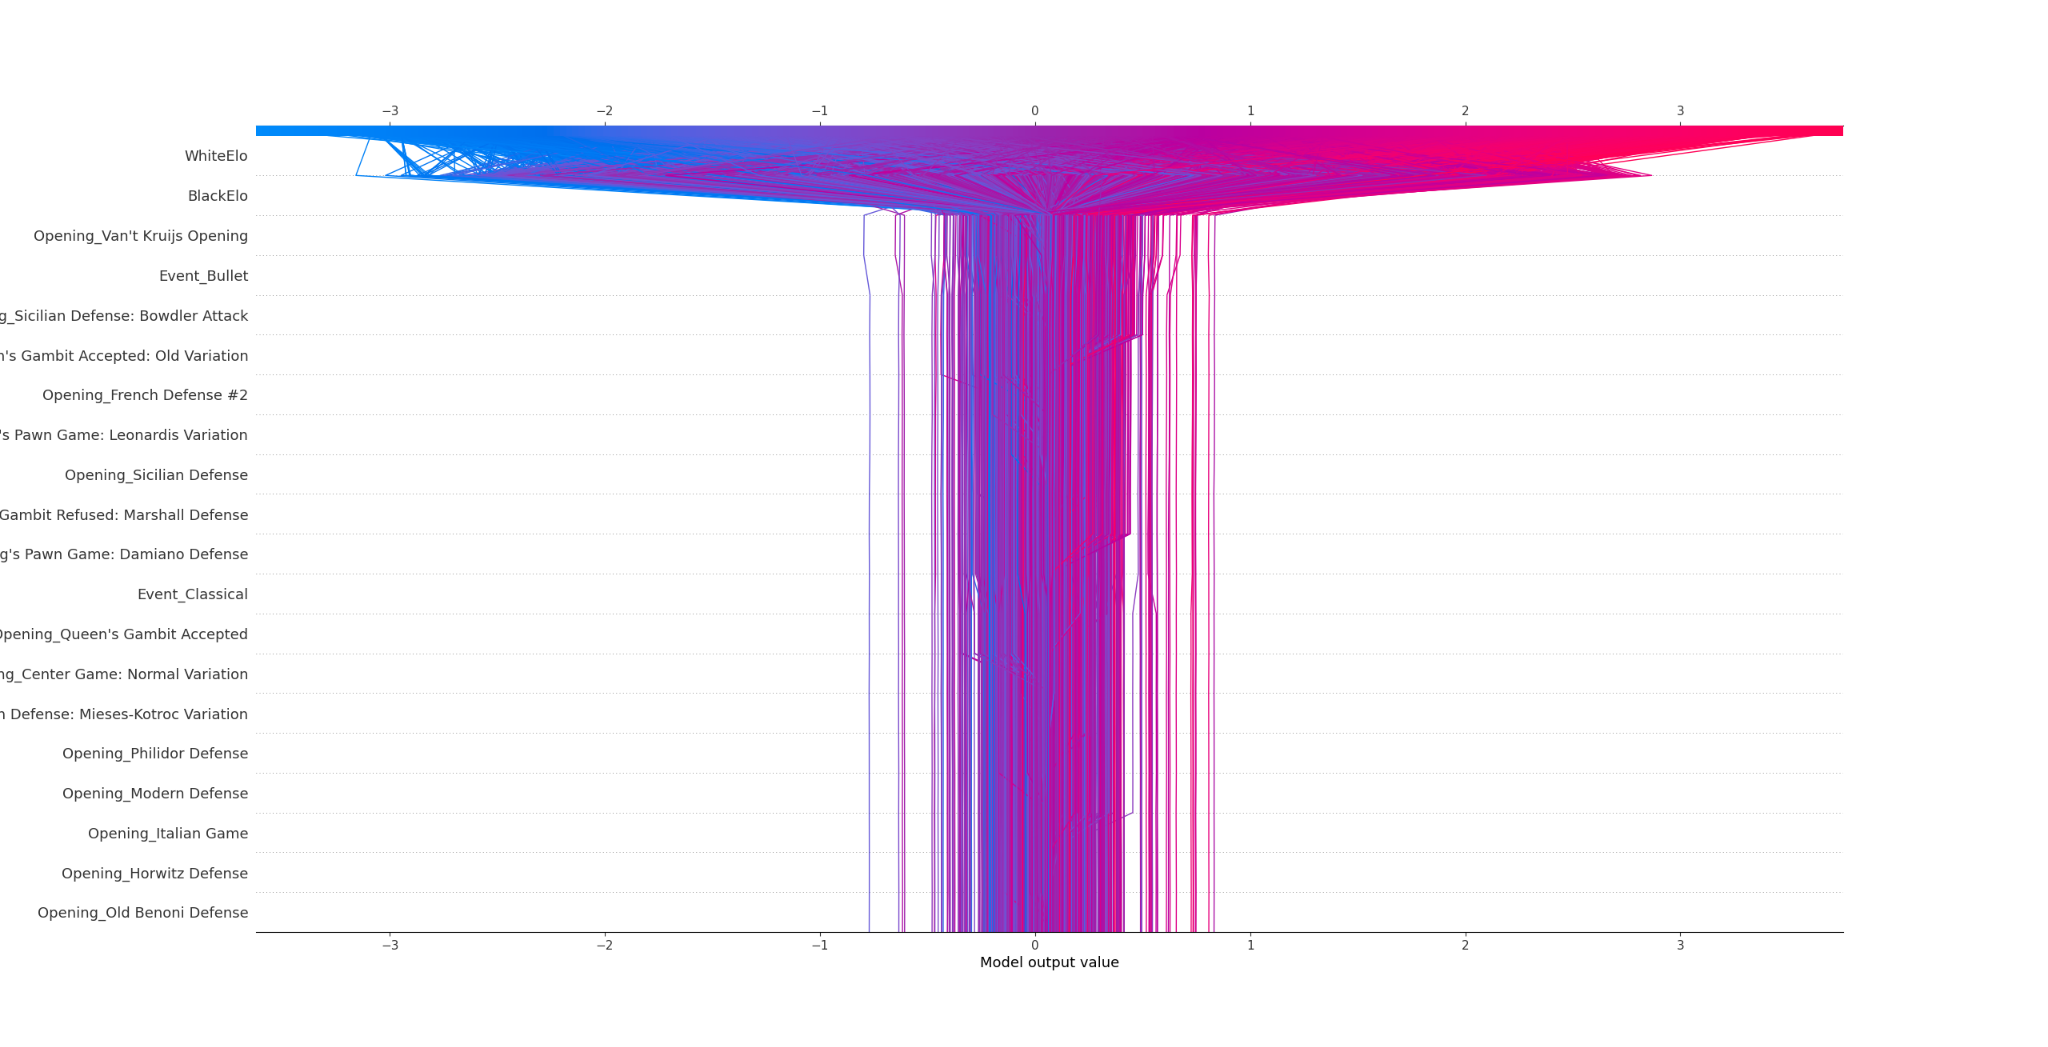 −3 −2 −1 0 1 2 3
WhiteElo
BlackElo
Opening_Van't Kruijs Opening
Event_Bullet
g_Sicilian Defense: Bowdler Attack
n's Gambit Accepted: Old Variation
Opening_French Defense #2
's Pawn Game: Leonardis Variation
Opening_Sicilian Defense
Gambit Refused: Marshall Defense
g's Pawn Game: Damiano Defense
Event_Classical
Opening_Queen's Gambit Accepted
ng_Center Game: Normal Variation
n Defense: Mieses-Kotroc Variation
Opening_Philidor Defense
Opening_Modern Defense
Opening_Italian Game
Opening_Horwitz Defense
Opening_Old Benoni Defense
−3 −2 −1 0 1 2 3
Model output value